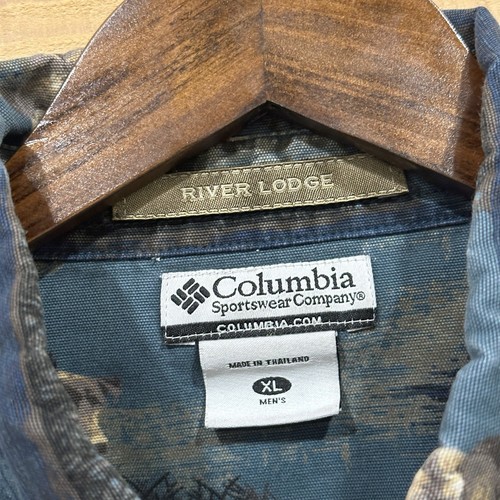 RIVER LODGE
Columbia
Sportswear Company®
COLUMBIA.COM
MADE IN THAILAND
XL
MEN'S